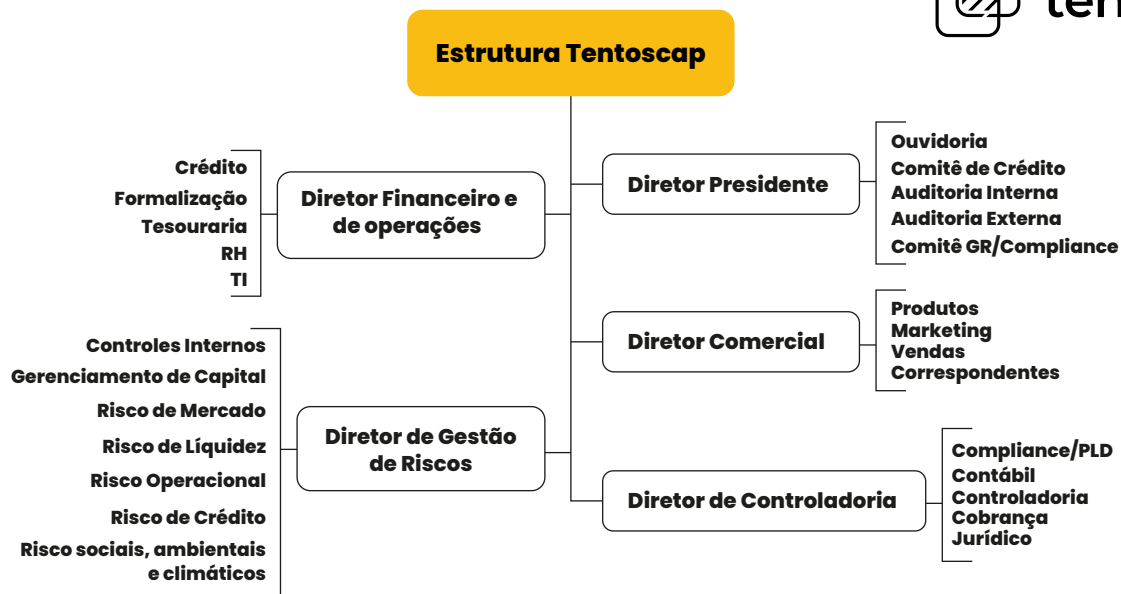 Estrutura Tentoscap
Crédito
Formalização
Tesouraria
RH
TI
Diretor Financeiro e
de operações
Diretor Presidente
Ouvidoria
Comitê de Crédito
Auditoria Interna
Auditoria Externa
Comitê GR/Compliance
Diretor Comercial
Produtos
Marketing
Vendas
Correspondentes
Controles Internos
Gerenciamento de Capital
Risco de Mercado
Risco de Líquidez
Risco Operacional
Risco de Crédito
Risco sociais, ambientais
e climáticos
Diretor de Gestão
de Riscos
Diretor de Controladoria
Compliance/PLD
Contábil
Controladoria
Cobrança
Jurídico